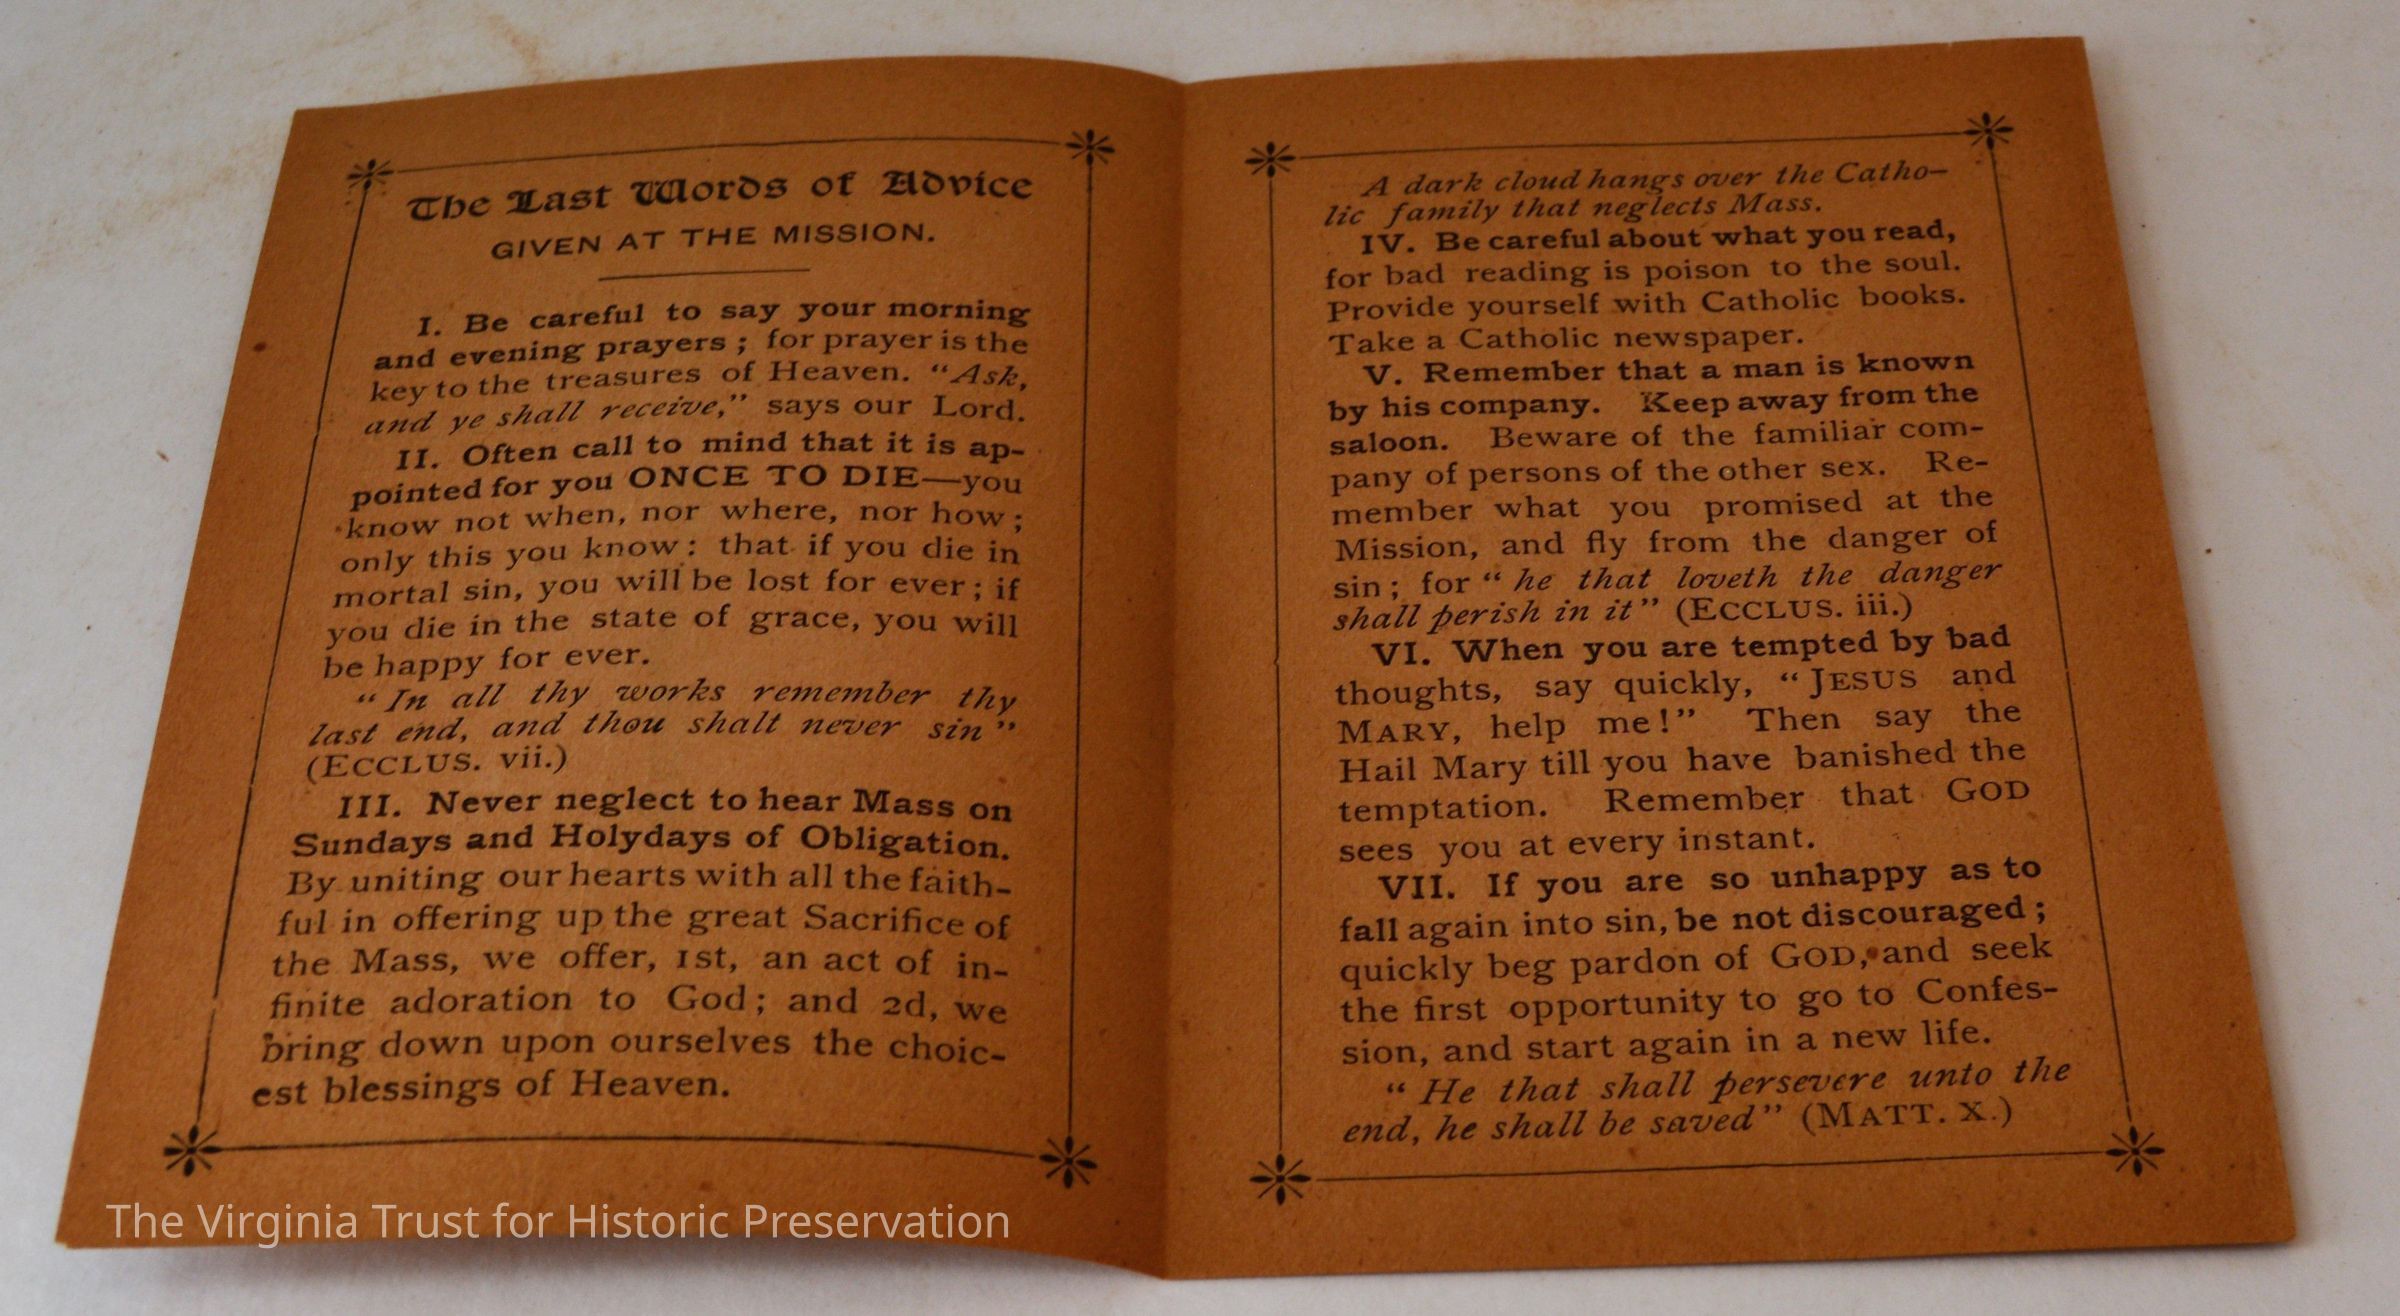 The Last Words of Advice
GIVEN AT THE MISSION.
I. Be careful to say your morning
and evening prayers; for prayer is the
key to the treasures of Heaven. "Ask,
and ye shall receive," says our Lord.
II. Often call to mind that it is ap-
pointed for you ONCE TO DIE—you
know not when, nor where, nor how;
only this you know: that if you die in
mortal sin, you will be lost for ever; if
you die in the state of grace, you will
be happy for ever.
"In all thy works remember thy
last end, and thou shalt never sin"
(ECCLUS. vii.)
III. Never neglect to hear Mass on
Sundays and Holydays of Obligation.
By uniting our hearts with all the faith-
ful in offering up the great Sacrifice of
the Mass, we offer, 1st, an act of in-
finite adoration to God; and 2d, we
bring down upon ourselves the choic-
est blessings of Heaven.
A dark cloud hangs over the Catho-
lic family that neglects Mass.
IV. Be careful about what you read,
for bad reading is poison to the soul.
Provide yourself with Catholic books.
Take a Catholic newspaper.
V. Remember that a man is known
by his company. Keep away from the
saloon. Beware of the familiar com-
pany of persons of the other sex. Re-
member what you promised at the
Mission, and fly from the danger of
sin; for "he that loveth the danger
shall perish in it" (ECCLUS. iii.)
VI. When you are tempted by bad
thoughts, say quickly, "JESUS and
MARY, help me!" Then say the
Hail Mary till you have banished the
temptation. Remember that GOD
sees you at every instant.
VII. If you are so unhappy as to
fall again into sin, be not discouraged;
quickly beg pardon of GOD, and seek
the first opportunity to go to Confes-
sion, and start again in a new life.
"He that shall persevere unto the
end, he shall be saved" (MATT. X.)
The Virginia Trust for Historic Preservation